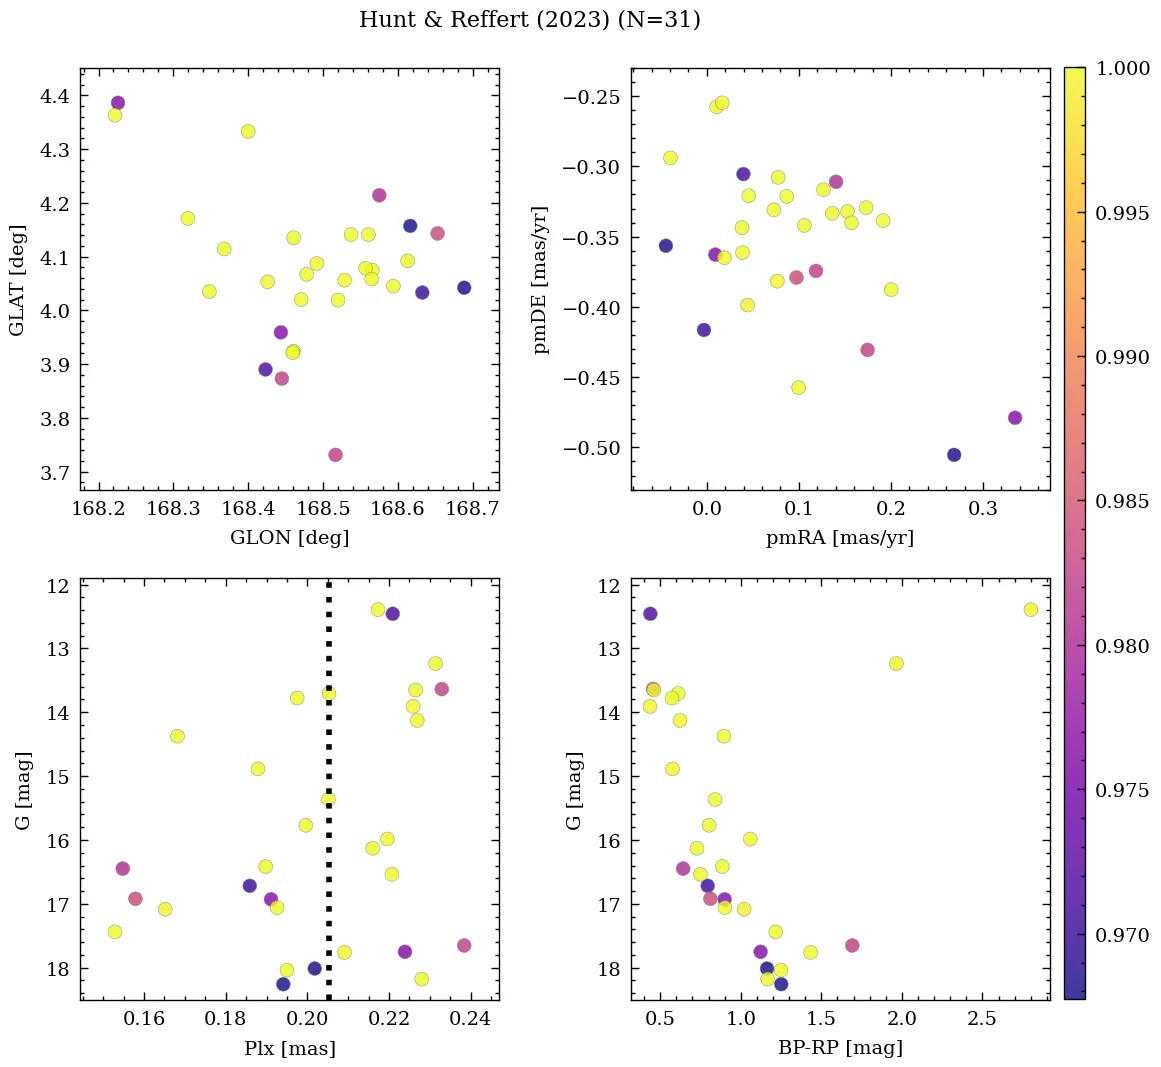 Hunt & Reffert (2023) (N=31)
4.4
4.3
4.2
4.1
4.0
3.9
3.8
3.7
GLAT [deg]
168.2 168.3 168.4 168.5 168.6 168.7
GLON [deg]
−0.25
−0.30
−0.35
−0.40
−0.45
−0.50
pmDE [mas/yr]
0.0 0.1 0.2 0.3
pmRA [mas/yr]
12
13
14
15
16
17
18
G [mag]
0.16 0.18 0.20 0.22 0.24
Plx [mas]
12
13
14
15
16
17
18
G [mag]
0.5 1.0 1.5 2.0 2.5
BP-RP [mag]
1.000
0.995
0.990
0.985
0.980
0.975
0.970